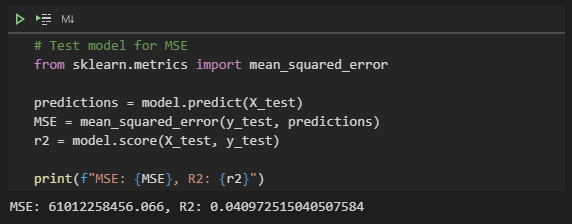 M↓
# Test model for MSE
from sklearn.metrics import mean_squared_error
predictions = model.predict(X_test)
MSE = mean_squared_error(y_test, predictions)
r2 = model.score(X_test, y_test)
print(f"MSE: {MSE}, R2: {r2}")
MSE: 61012258456.066, R2: 0.040972515040507584